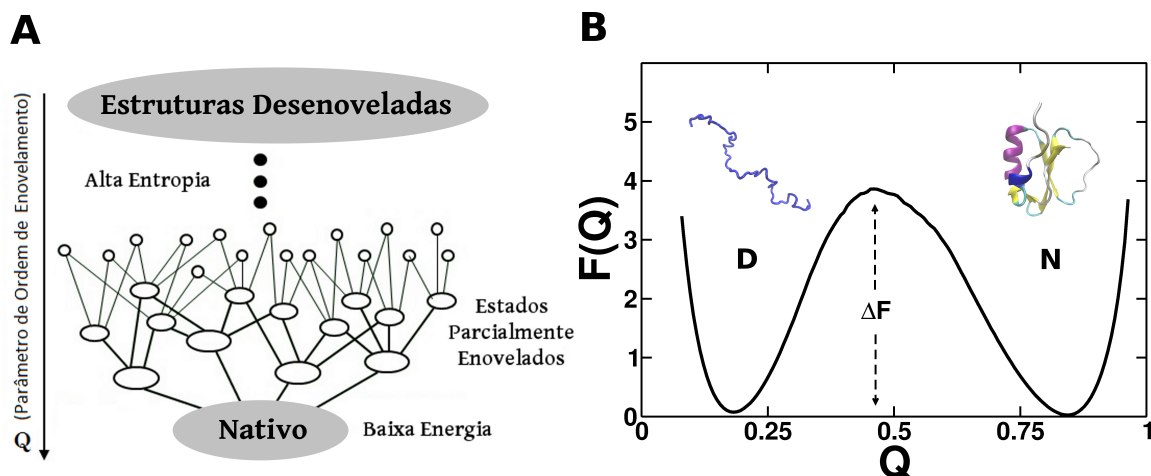 A
Q (Parâmetro de Ordem de Enovelamento)
Estruturas Desenoveladas
Alta Entropia
Estados
Parcialmente
Enovelados
Nativo
Baixa Energia
B
F(Q)
5
4
3
2
1
0
D
N
ΔF
0
0.25
0.5
0.75
1
Q